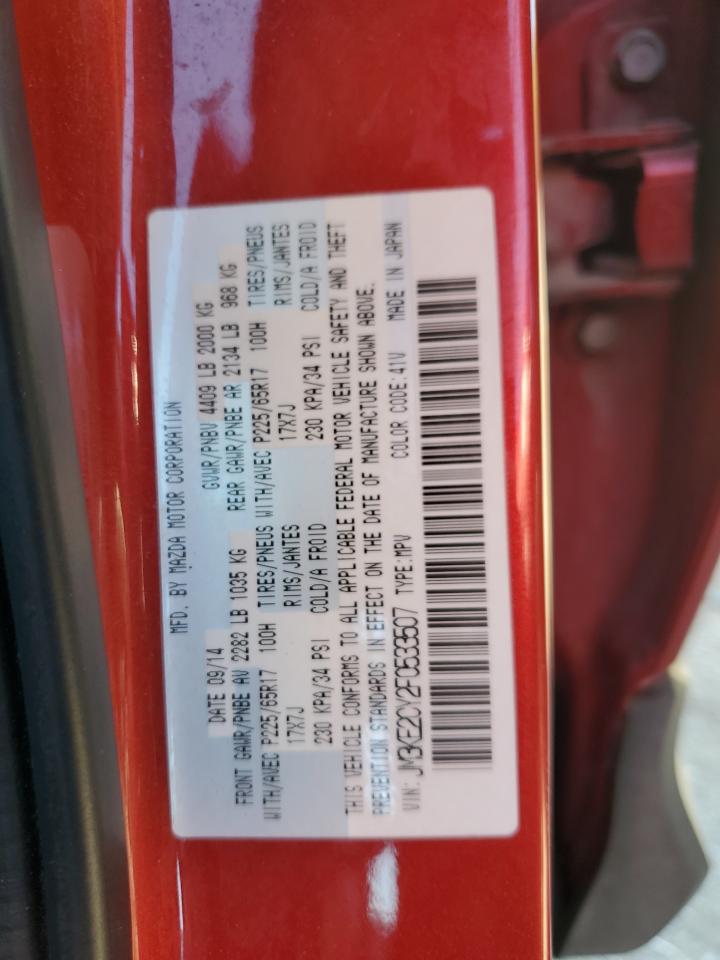 MFD. BY MAZDA MOTOR CORPORATION
DATE 09/14 GVWR/PNBV 4409 LB 2000 KG
FRONT GAWR/PNBE AV 2282 LB 1035 KG REAR GAWR/PNBE AR 2134 LB 968 KG
WITH/AVEC P225/65R17 100H TIRES/PNEUS WITH/AVEC P225/65R17 100H TIRES/PNEUS
17X7J RIMS/JANTES 17X7J RIMS/JANTES
230 KPA/34 PSI COLD/A FROID 230 KPA/34 PSI COLD/A FROID
THIS VEHICLE CONFORMS TO ALL APPLICABLE FEDERAL MOTOR VEHICLE SAFETY AND THEFT
PREVENTION STANDARDS IN EFFECT ON THE DATE OF MANUFACTURE SHOWN ABOVE.
VIN: JM3KE2CY2F0533507 TYPE:MPV COLOR CODE:41V MADE IN JAPAN